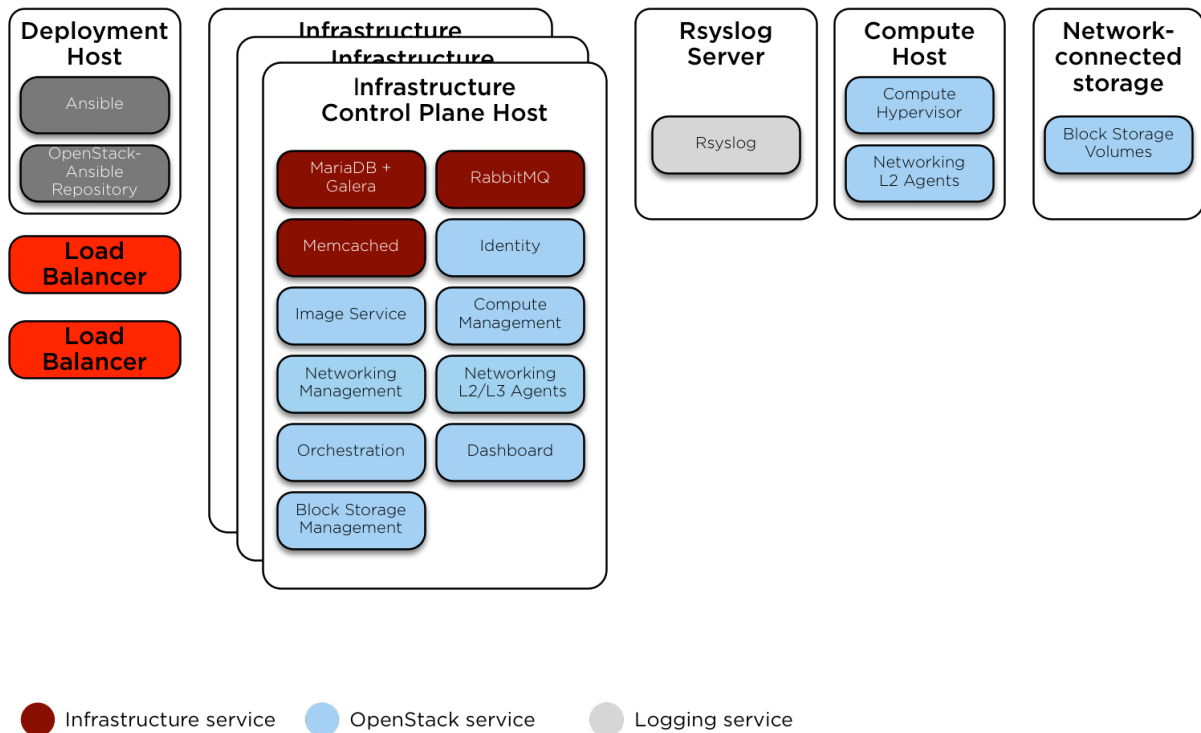 Deployment
Host
Ansible
OpenStack-
Ansible
Repository
Load
Balancer
Load
Balancer
Infrastructure
Infrastructure
Infrastructure
Control Plane Host
MariaDB +
Galera
RabbitMQ
Memcached
Identity
Image Service
Compute
Management
Networking
Management
Networking
L2/L3 Agents
Orchestration
Dashboard
Block Storage
Management
Rsyslog
Server
Rsyslog
Compute
Host
Compute
Hypervisor
Networking
L2 Agents
Network-
connected
storage
Block Storage
Volumes
Infrastructure service
OpenStack service
Logging service